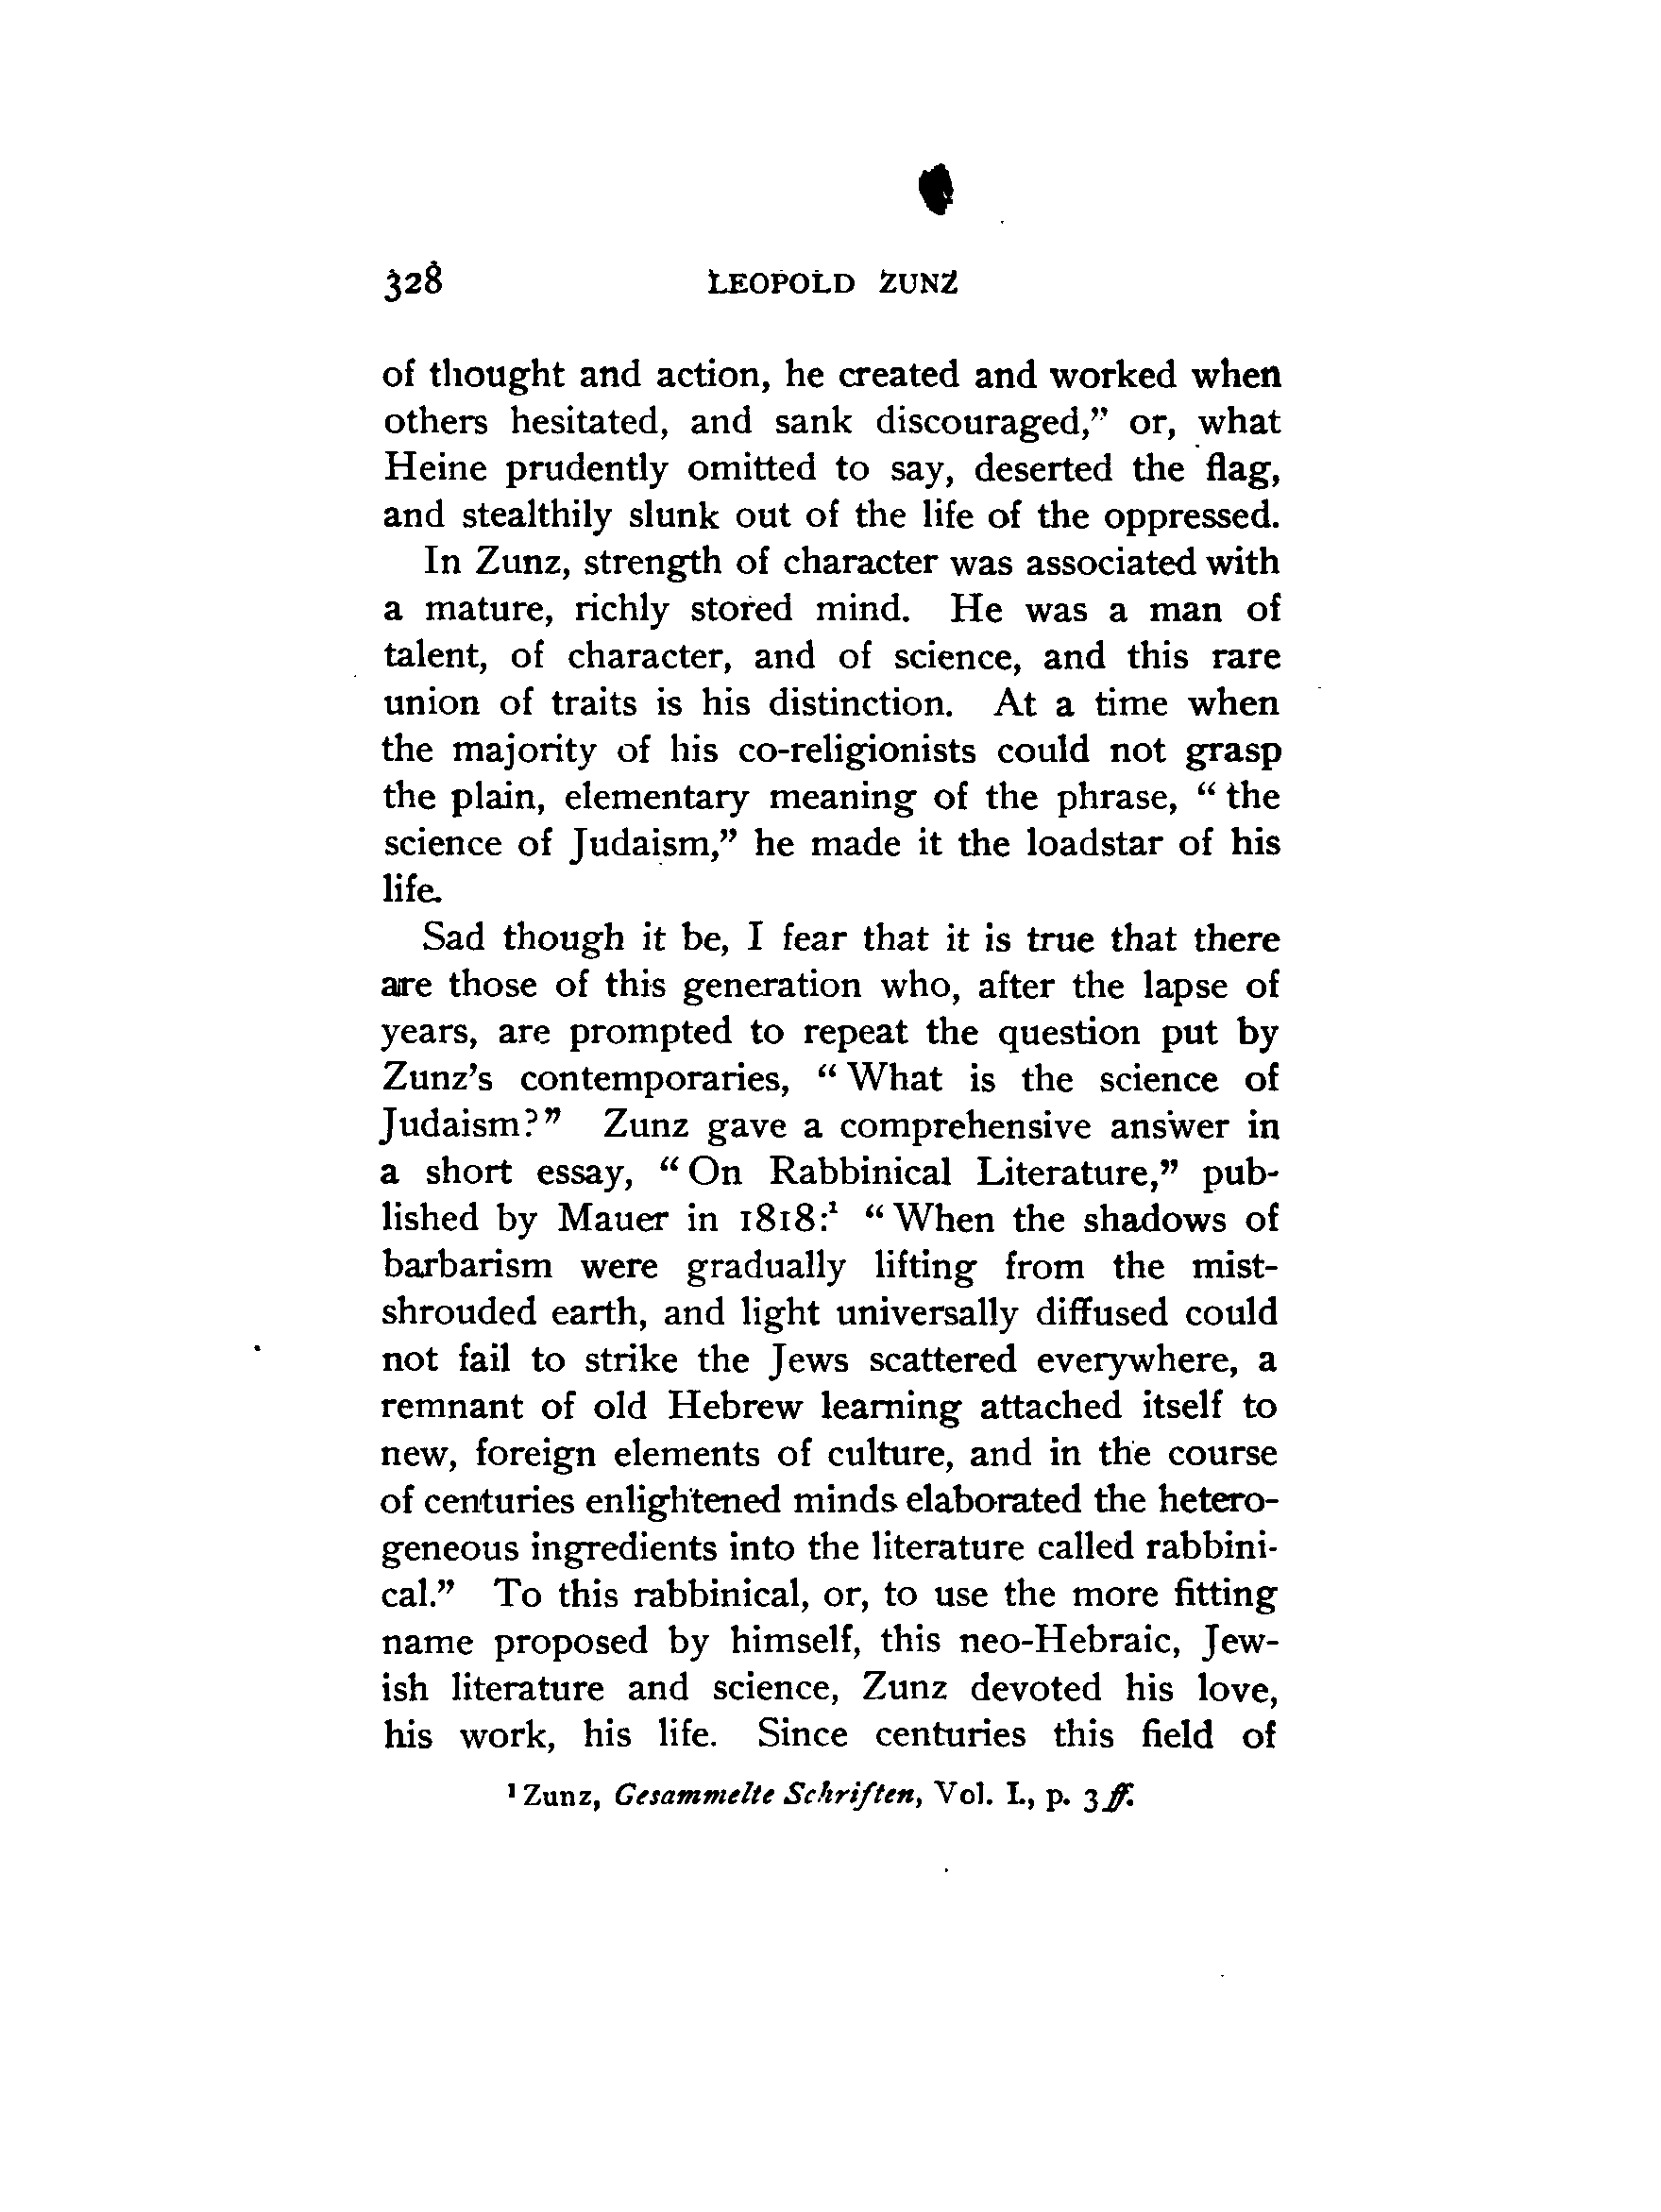 328 LEOPOLD ZUNZ
of thought and action, he created and worked when
others hesitated, and sank discouraged,” or, what
Heine prudently omitted to say, deserted the flag,
and stealthily slunk out of the life of the oppressed.
In Zunz, strength of character was associated with
a mature, richly stored mind. He was a man of
talent, of character, and of science, and this rare
union of traits is his distinction. At a time when
the majority of his co-religionists could not grasp
the plain, elementary meaning of the phrase, “ the
science of Judaism,” he made it the loadstar of his
life.
Sad though it be, I fear that it is true that there
are those of this generation who, after the lapse of
years, are prompted to repeat the question put by
Zunz’s contemporaries, “ What is the science of
Judaism?” Zunz gave a comprehensive answer in
a short essay, “ On Rabbinical Literature,” pub-
lished by Mauer in 1818:¹ “ When the shadows of
barbarism were gradually lifting from the mist-
shrouded earth, and light universally diffused could
not fail to strike the Jews scattered everywhere, a
remnant of old Hebrew learning attached itself to
new, foreign elements of culture, and in the course
of centuries enlightened minds elaborated the hetero-
geneous ingredients into the literature called rabbini-
cal.” To this rabbinical, or, to use the more fitting
name proposed by himself, this neo-Hebraic, Jew-
ish literature and science, Zunz devoted his love,
his work, his life. Since centuries this field of
¹ Zunz, Gesammelte Schriften, Vol. I., p. 3 ff.